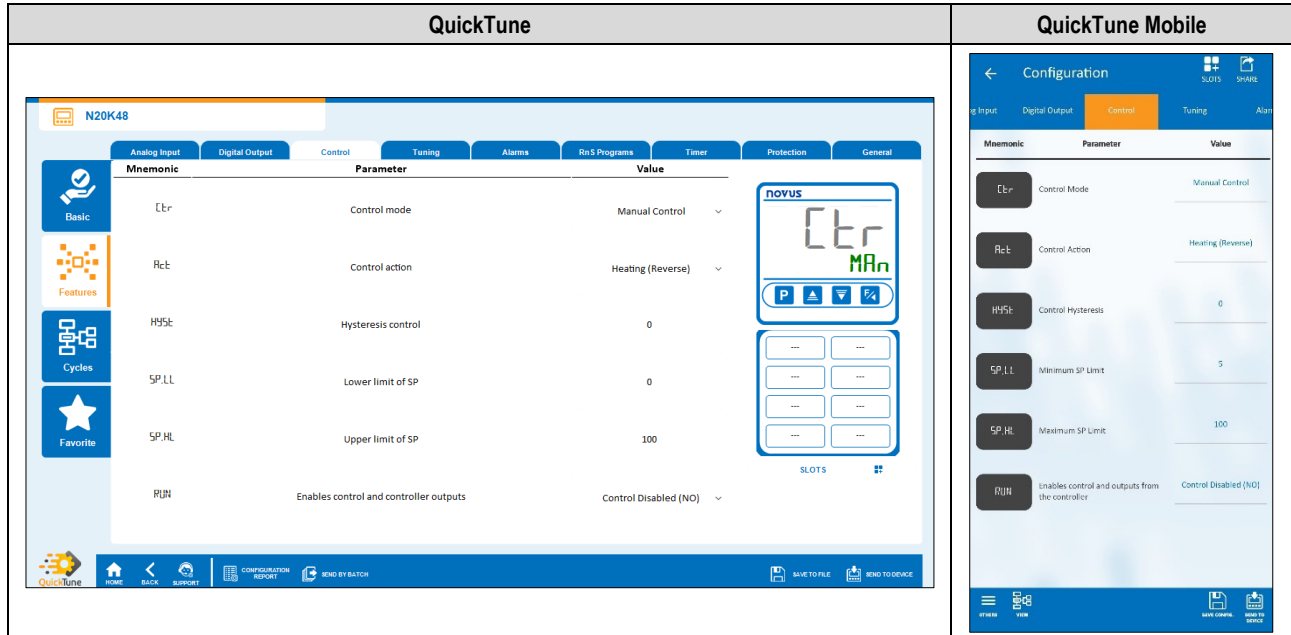 QuickTune
QuickTune Mobile
N20K48
Analog Input Digital Output Control Tuning Alarms RnS Programs Timer Protection General
Mnemonic Parameter Value
Basic
Features
Cycles
Favorite
Ctr Control mode Manual Control
Act Control action Heating (Reverse)
HYSt Hysteresis control 0
SP.LL Lower limit of SP 0
SP.HL Upper limit of SP 100
RUN Enables control and controller outputs Control Disabled (NO)
novus
Ctr
MAn
P F/
--- ---
--- ---
--- ---
--- ---
SLOTS
QuickTune
HOME BACK SUPPORT CONFIGURATION REPORT SEND BY BATCH SAVE TO FILE SEND TO DEVICE
Configuration SLOTS SHARE
og Input Digital Output Control Tuning Alan
Mnemonic Parameter Value
Ctr Control Mode Manual Control
Act Control Action Heating (Reverse)
HYSt Control Hysteresis 0
SP.LL Minimum SP Limit 5
SP.HL Maximum SP Limit 100
RUN Enables control and outputs from Control Disabled (NO)
the controller
OTHERS VIEW SAVE CONFIG. SEND TO
DEVICE